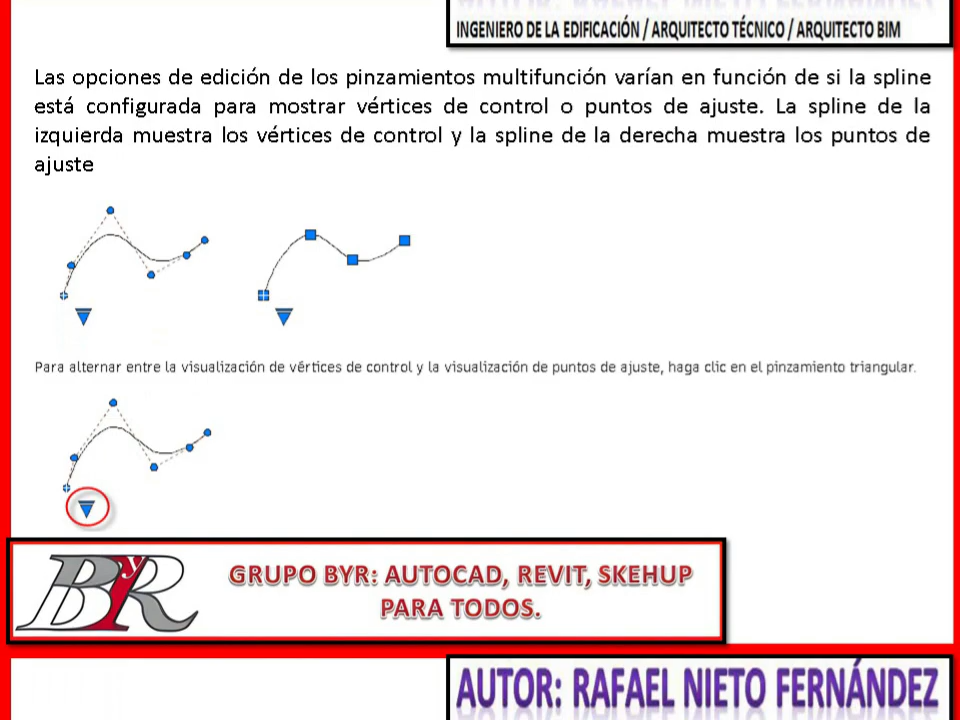 INGENIERO DE LA EDIFICACIÓN / ARQUITECTO TÉCNICO / ARQUITECTO BIM
Las opciones de edición de los pinzamientos multifunción varían en función de si la spline
está configurada para mostrar vértices de control o puntos de ajuste. La spline de la
izquierda muestra los vértices de control y la spline de la derecha muestra los puntos de
ajuste
Para alternar entre la visualización de vértices de control y la visualización de puntos de ajuste, haga clic en el pinzamiento triangular.
ByR
GRUPO BYR: AUTOCAD, REVIT, SKEHUP
PARA TODOS.
AUTOR: RAFAEL NIETO FERNÁNDEZ